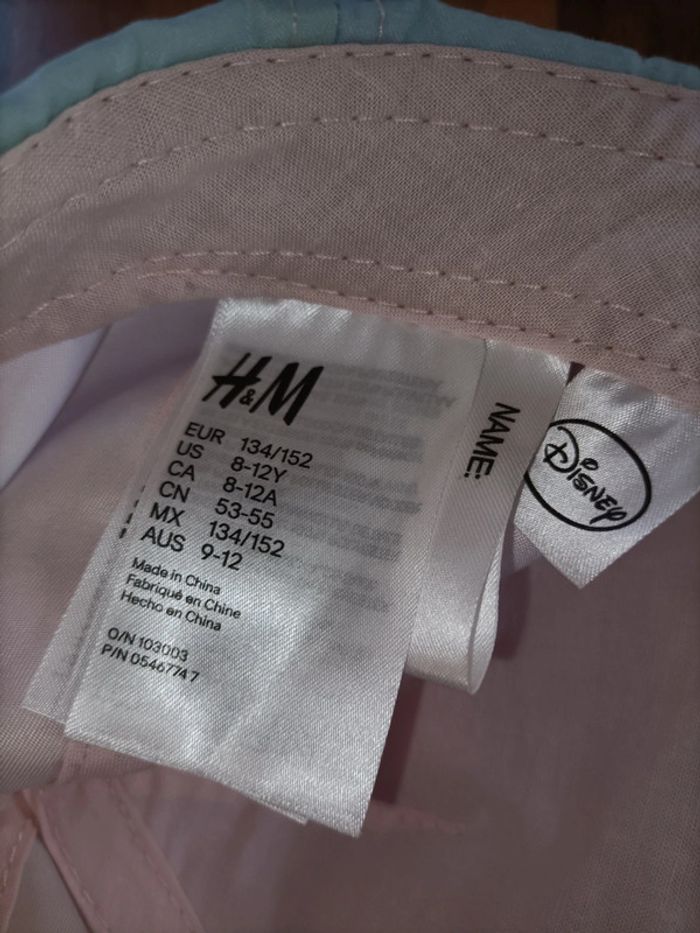 H&M
EUR 134/152
US 8-12Y
CA 8-12A
CN 53-55
MX 134/152
AUS 9-12
Made in China
Fabriqué en Chine
Hecho en China
O/N 103003
P/N 05467747
NAME:
DISNEY